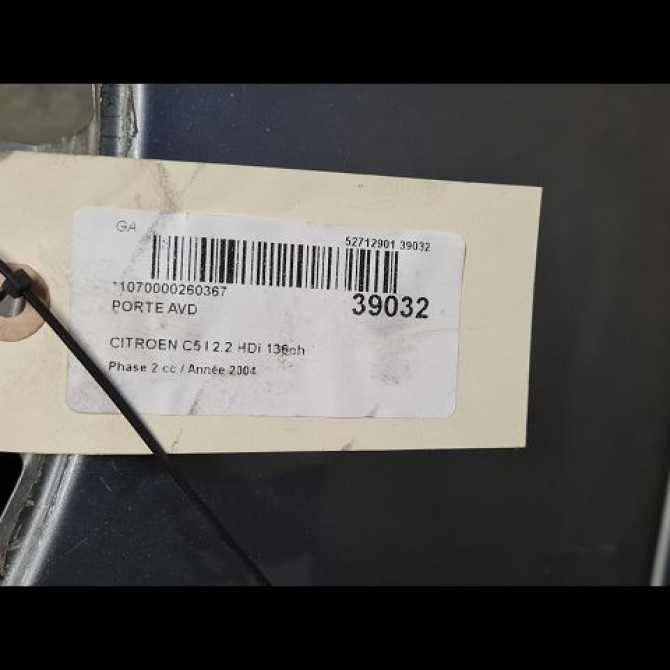 GA
52712901 39032
*1070000260367
39032
PORTE AVD
CITROEN C5 I 2.2 HDi 136ch
Phase 2 cc / Année 2004